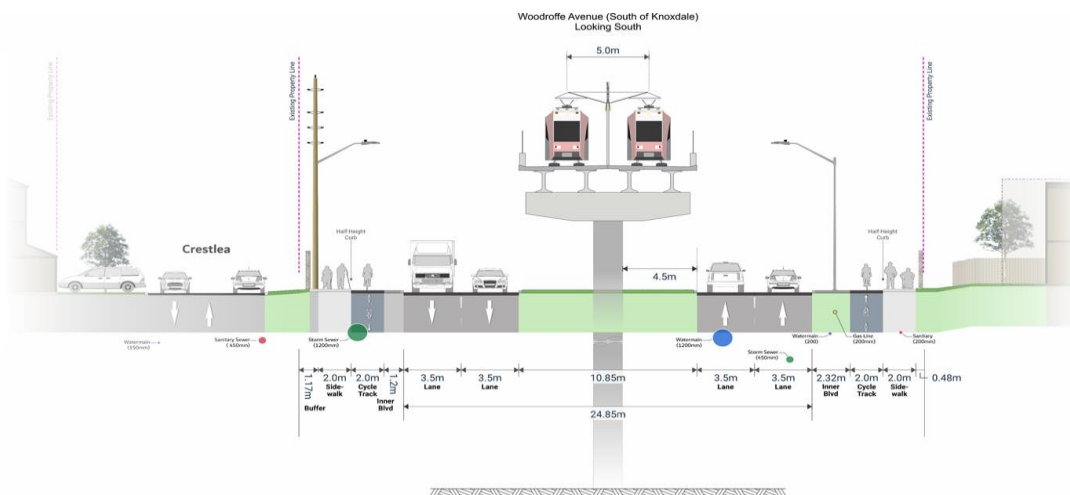 Woodroffe Avenue (South of Knoxdale)
Looking South
5.0m
Existing Property Line
Existing Property Line
Existing Property Line
Crestlea
Half Height
Curb
Half Height
Curb
4.5m
Watermain
(150mm)
Sanitary Sewer
(450mm)
Storm Sewer
(1200mm)
Watermain
(1200mm)
Storm Sewer
(450mm)
Watermain
(200)
Gas Line
(200mm)
Sanitary
(200mm)
1.17m
Buffer
2.0m
Side-
walk
2.0m
Cycle
Track
1.2m
Inner
Blvd
3.5m
Lane
3.5m
Lane
10.85m
3.5m
Lane
3.5m
Lane
2.32m
Inner
Blvd
2.0m
Cycle
Track
2.0m
Side-
walk
0.48m
24.85m